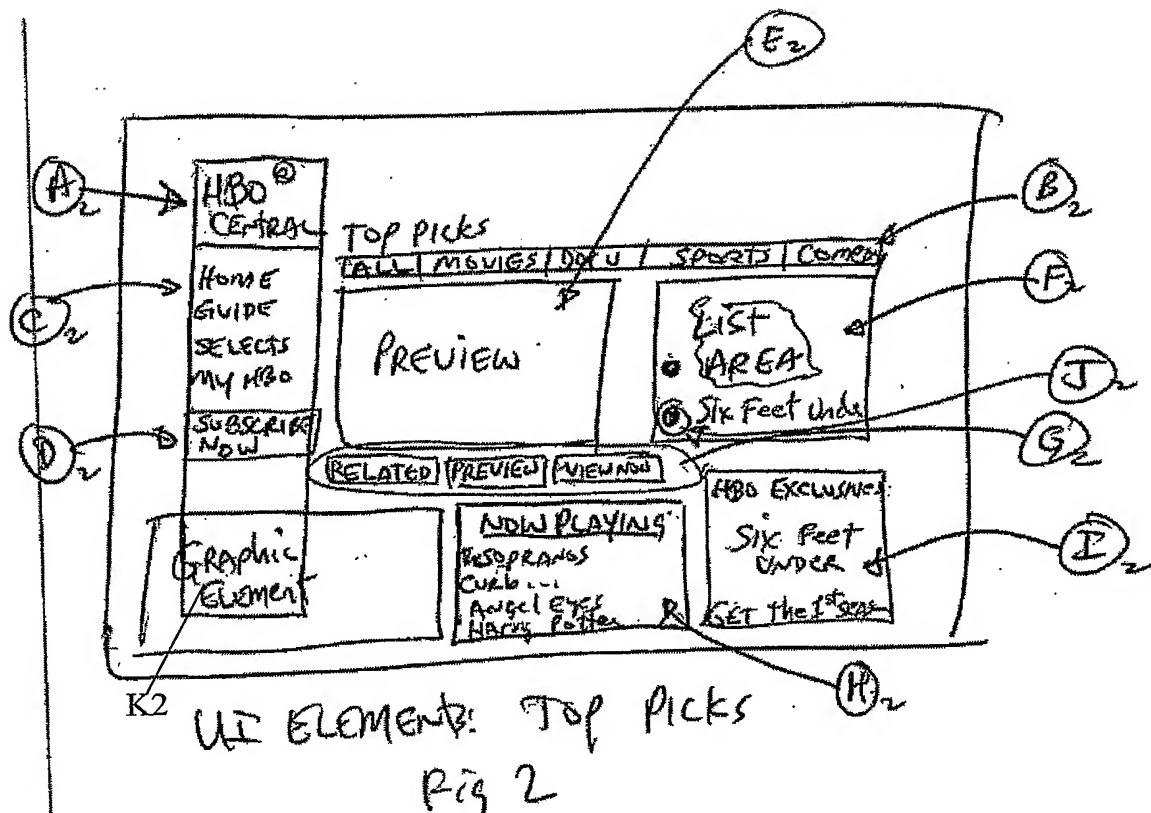 E2
A2
HBO
CENTRAL
B2
TOP PICKS
ALL | MOVIES | DOCU | SPORTS | COMEDY
C2
HOME
GUIDE
SELECTS
MY HBO
PREVIEW
LIST
AREA
F2
Six Feet Unde
J2
D2
SUBSCRIBE
NOW
RELATED PREVIEW VIEW NOW
G2
GRAPHIC
Element
NOW PLAYING
CURB...
ANGEL EYES
HARRY Potter
HBO EXCLUSIVES:
SIX FEET
UNDER
GET the 1st SEAS
I2
H2
K2
UI ELEMENTS: TOP PICKS
Fig 2